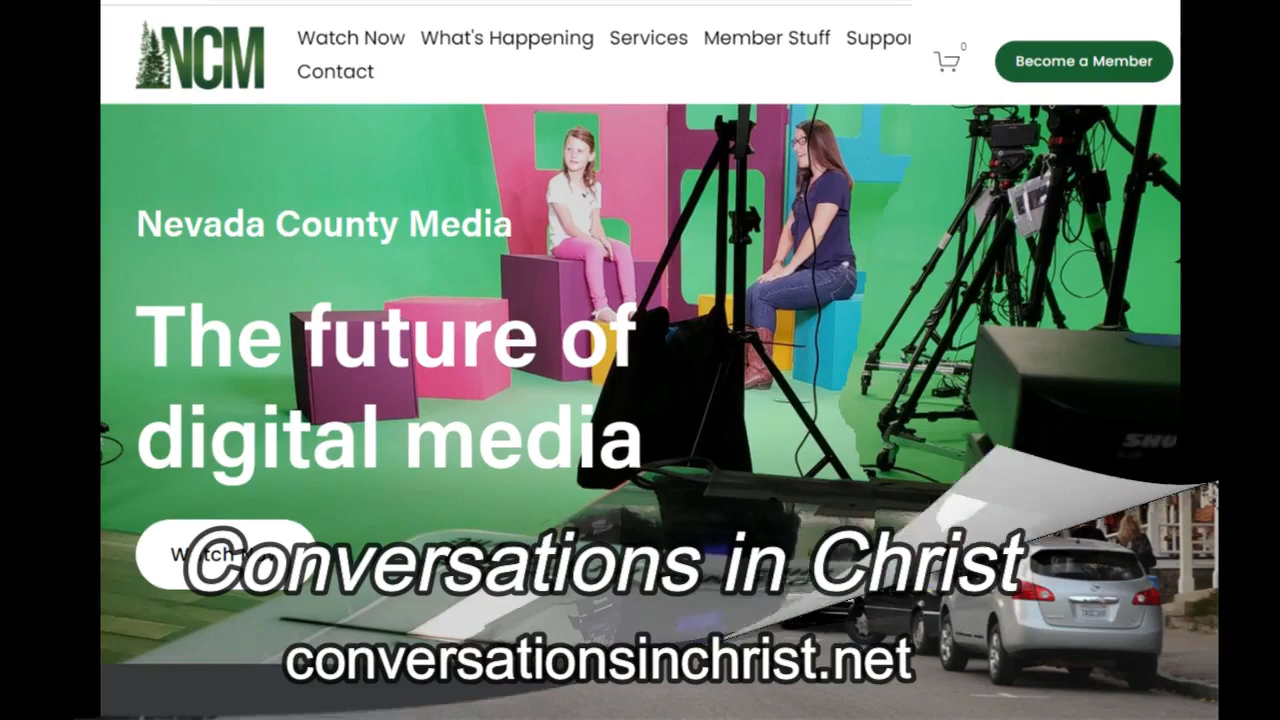 NCM
Watch Now What's Happening Services Member Stuff
Contact
0
Become a Member
Nevada County Media
The future of
digital media
Conversations in Christ
conversationsinchrist.net